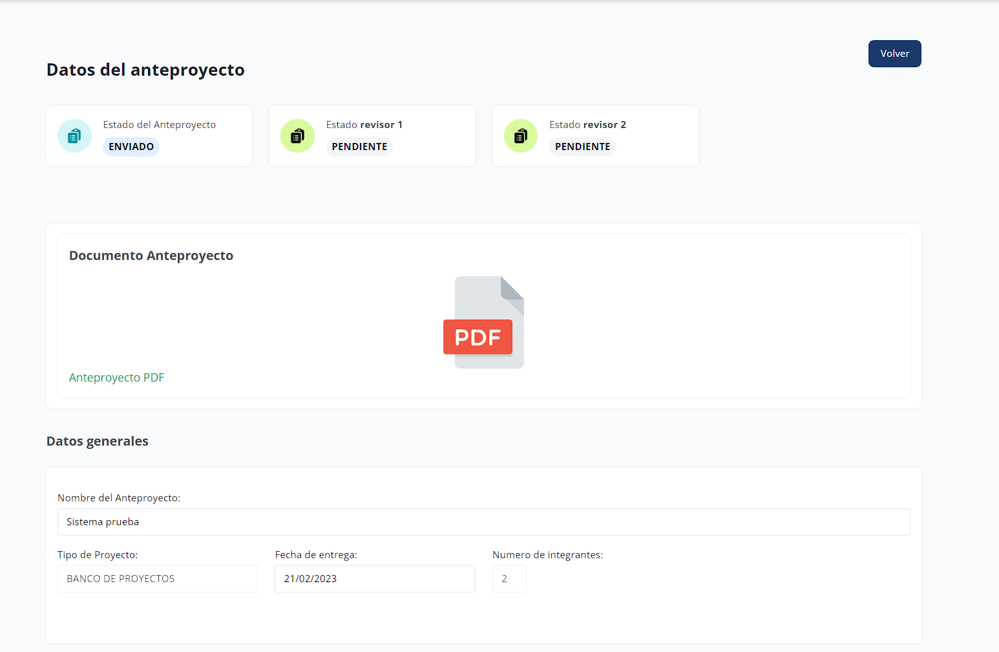 Volver
Datos del anteproyecto
Estado del Anteproyecto
ENVIADO
Estado revisor 1
PENDIENTE
Estado revisor 2
PENDIENTE
Documento Anteproyecto
PDF
Anteproyecto PDF
Datos generales
Nombre del Anteproyecto:
Sistema prueba
Tipo de Proyecto:
BANCO DE PROYECTOS
Fecha de entrega:
21/02/2023
Numero de integrantes:
2